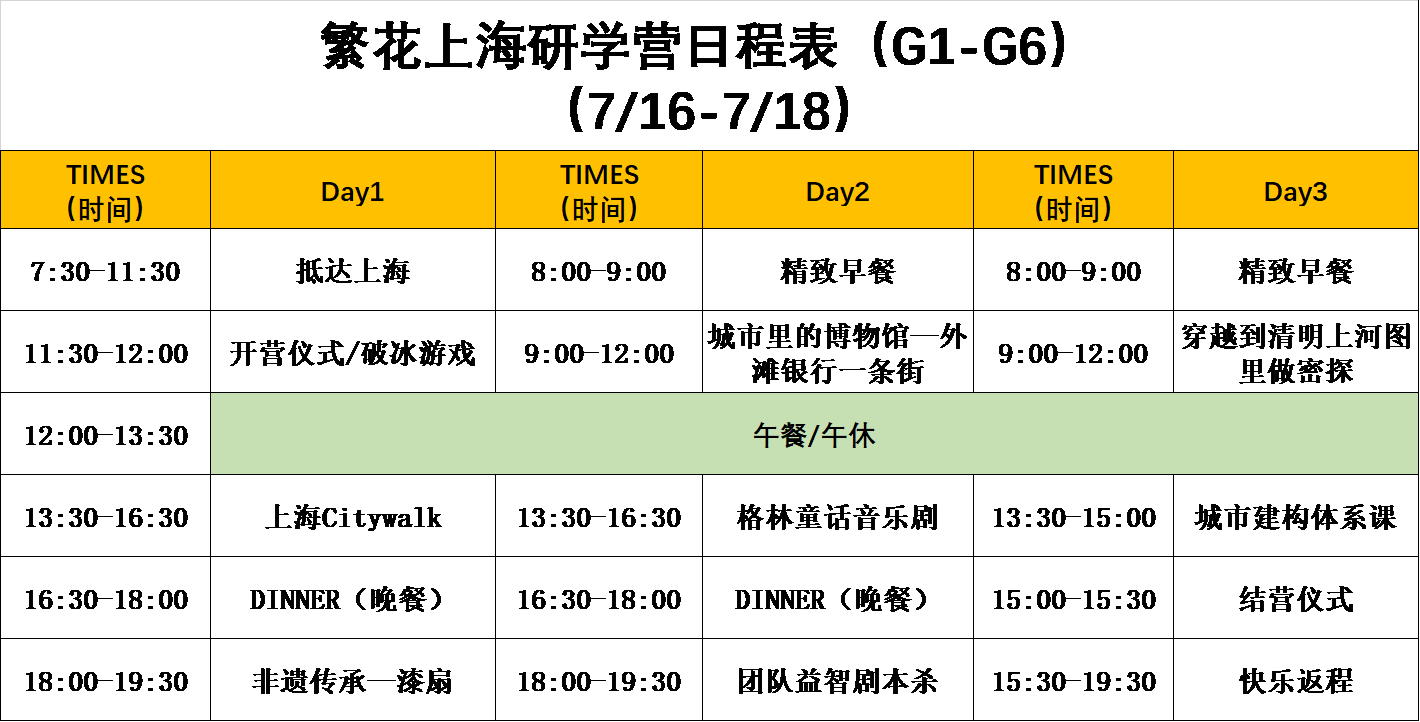 繁花上海研学营日程表（G1-G6）
（7/16-7/18）
TIMES
（时间）
Day1
TIMES
（时间）
Day2
TIMES
（时间）
Day3
7:30-11:30
抵达上海
8:00-9:00
精致早餐
8:00-9:00
精致早餐
11:30-12:00
开营仪式/破冰游戏
9:00-12:00
城市里的博物馆—外
滩银行一条街
9:00-12:00
穿越到清明上河图
里做密探
12:00-13:30
午餐/午休
13:30-16:30
上海Citywalk
13:30-16:30
格林童话音乐剧
13:30-15:00
城市建构体系课
16:30-18:00
DINNER（晚餐）
16:30-18:00
DINNER（晚餐）
15:00-15:30
结营仪式
18:00-19:30
非遗传承—漆扇
18:00-19:30
团队益智剧本杀
15:30-19:30
快乐返程